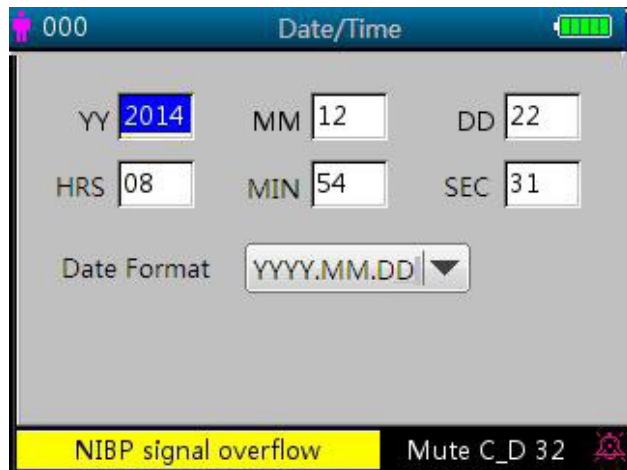 000 Date/Time
YY 2014 MM 12 DD 22
HRS 08 MIN 54 SEC 31
Date Format YYYY.MM.DD
NIBP signal overflow Mute C_D 32